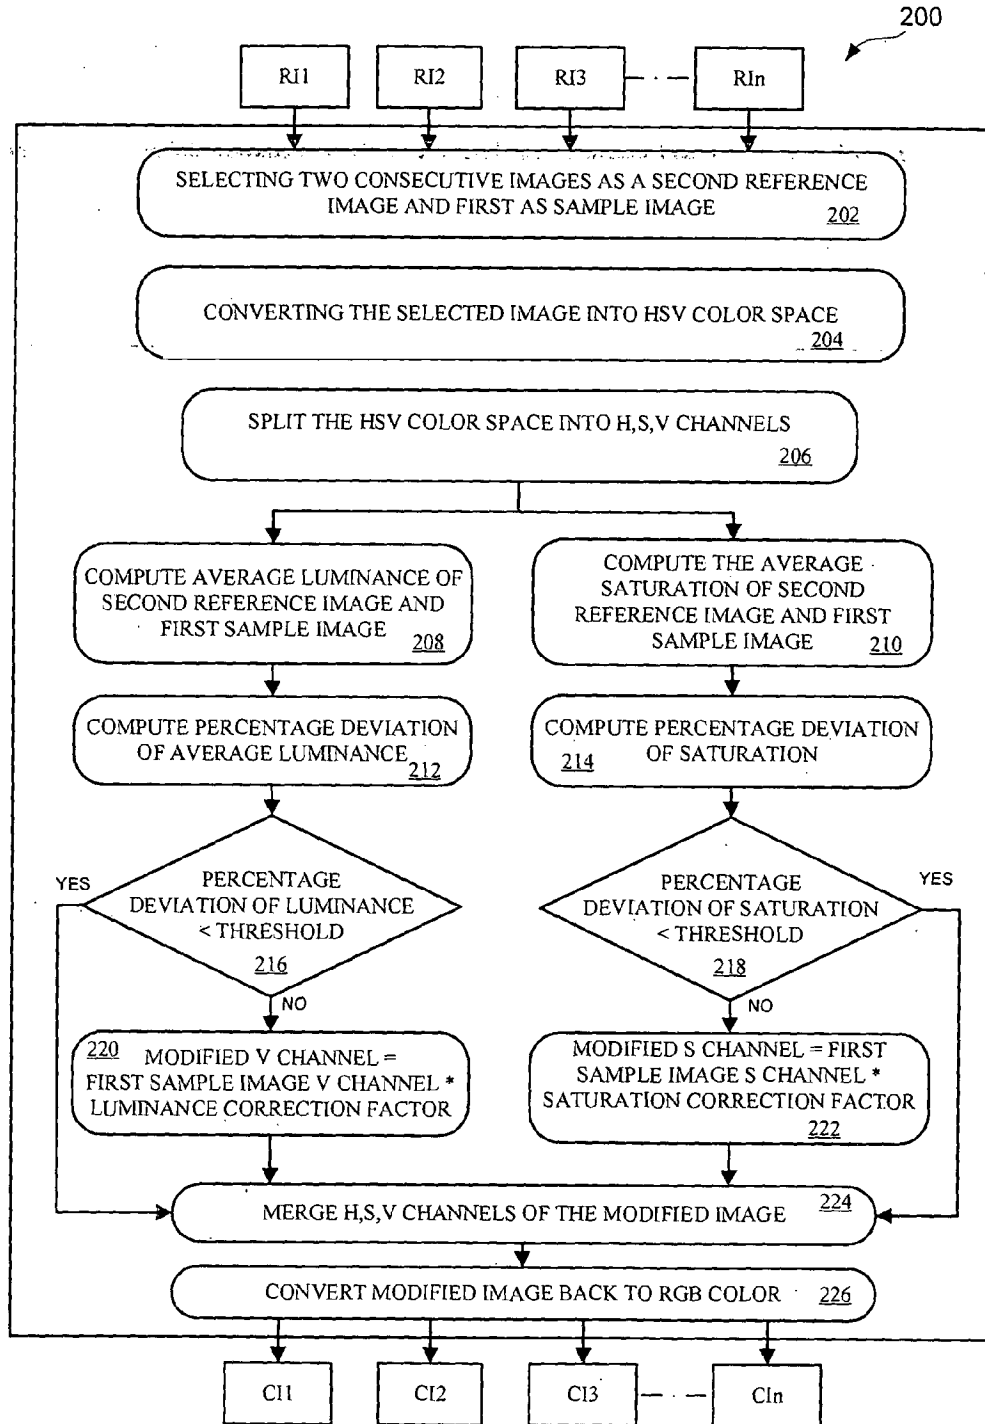 200
RI1 RI2 RI3 RIn
SELECTING TWO CONSECUTIVE IMAGES AS A SECOND REFERENCE
IMAGE AND FIRST AS SAMPLE IMAGE
202
CONVERTING THE SELECTED IMAGE INTO HSV COLOR SPACE
204
SPLIT THE HSV COLOR SPACE INTO H,S,V CHANNELS
206
COMPUTE AVERAGE LUMINANCE OF
SECOND REFERENCE IMAGE AND
FIRST SAMPLE IMAGE
208
COMPUTE THE AVERAGE
SATURATION OF SECOND
REFERENCE IMAGE AND FIRST
SAMPLE IMAGE
210
COMPUTE PERCENTAGE DEVIATION
OF AVERAGE LUMINANCE
212
COMPUTE PERCENTAGE DEVIATION
OF SATURATION
214
YES
PERCENTAGE
DEVIATION OF LUMINANCE
< THRESHOLD
216
NO
PERCENTAGE
DEVIATION OF SATURATION
< THRESHOLD
218
YES
NO
220
MODIFIED V CHANNEL =
FIRST SAMPLE IMAGE V CHANNEL *
LUMINANCE CORRECTION FACTOR
MODIFIED S CHANNEL = FIRST
SAMPLE IMAGE S CHANNEL *
SATURATION CORRECTION FACTOR
222
MERGE H,S,V CHANNELS OF THE MODIFIED IMAGE
224
CONVERT MODIFIED IMAGE BACK TO RGB COLOR
226
CI1 CI2 CI3 CIn